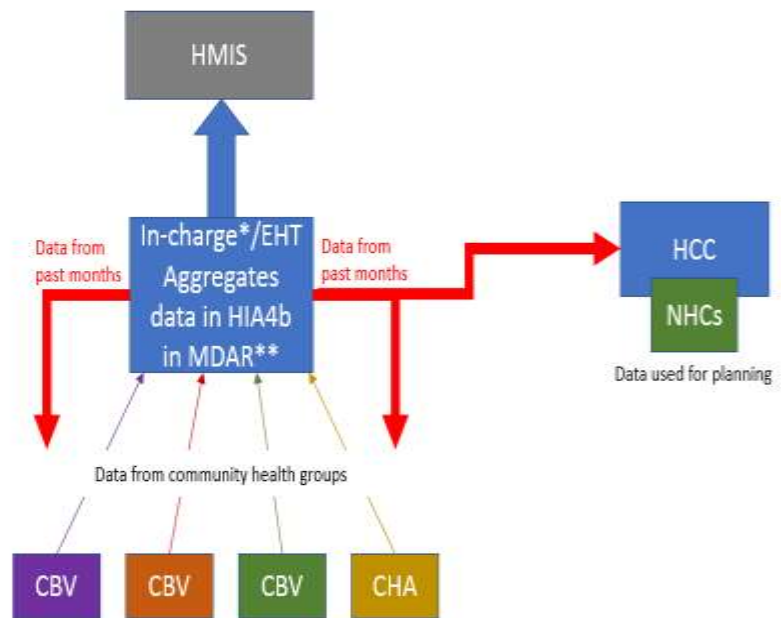 HMIS
In-charge*/EHT
Aggregates
data in HIA4b
in MDAR**
Data from
past months
Data from
past months
HCC
NHCs
Data used for planning
Data from community health groups
CBV
CBV
CBV
CHA